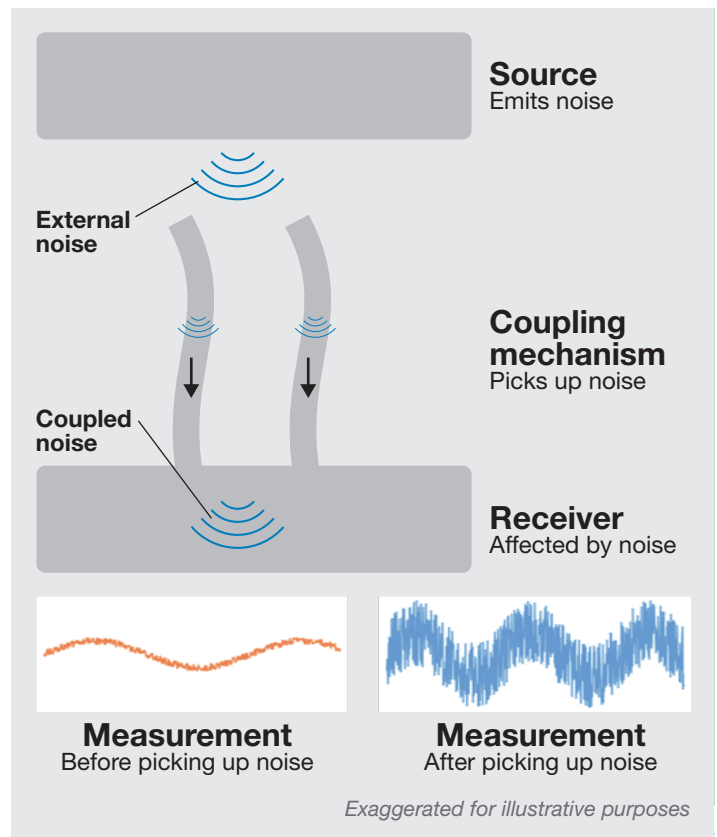 Source
Emits noise
External
noise
Coupling
mechanism
Picks up noise
Coupled
noise
Receiver
Affected by noise
Measurement
Before picking up noise
Measurement
After picking up noise
Exaggerated for illustrative purposes